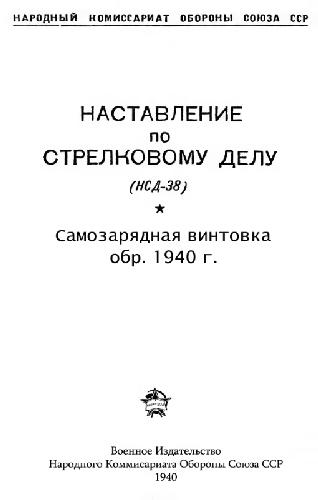 НАРОДНЫЙ КОМИССАРИАТ ОБОРОНЫ СОЮЗА ССР
НАСТАВЛЕНИЕ
ПО
СТРЕЛКОВОМУ ДЕЛУ
(НСД-38)
Самозарядная винтовка
обр. 1940 г.
Военное Издательство
Народного Комиссариата Обороны Союза ССР
1940